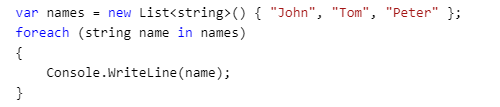 var names = new List<string>() { "John", "Tom", "Peter" };
foreach (string name in names)
{
    Console.WriteLine(name);
}